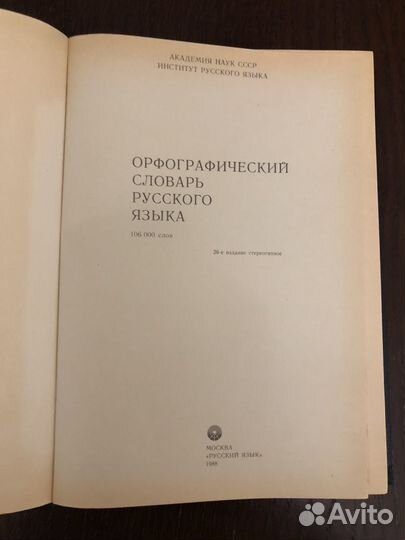 АКАДЕМИЯ НАУК СССР
ИНСТИТУТ РУССКОГО ЯЗЫКА
ОРФОГРАФИЧЕСКИЙ
СЛОВАРЬ
РУССКОГО
ЯЗЫКА
106 000 слов
26-е издание стереотипное
МОСКВА
«РУССКИЙ ЯЗЫК»
1988
Avito